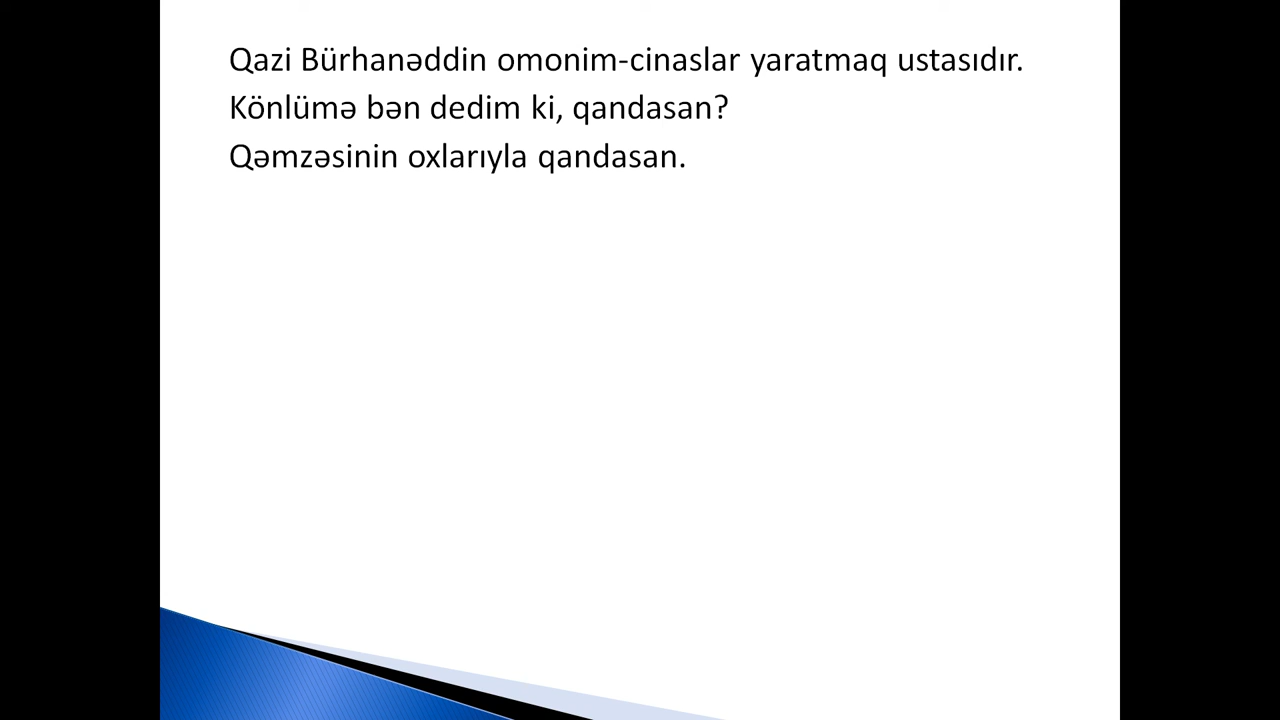 Qazi Bürhanəddin omonim-cinaslar yaratmaq ustasıdır.
Könlümə bən dedim ki, qandasan?
Qəmzəsinin oxlarıyla qandasan.